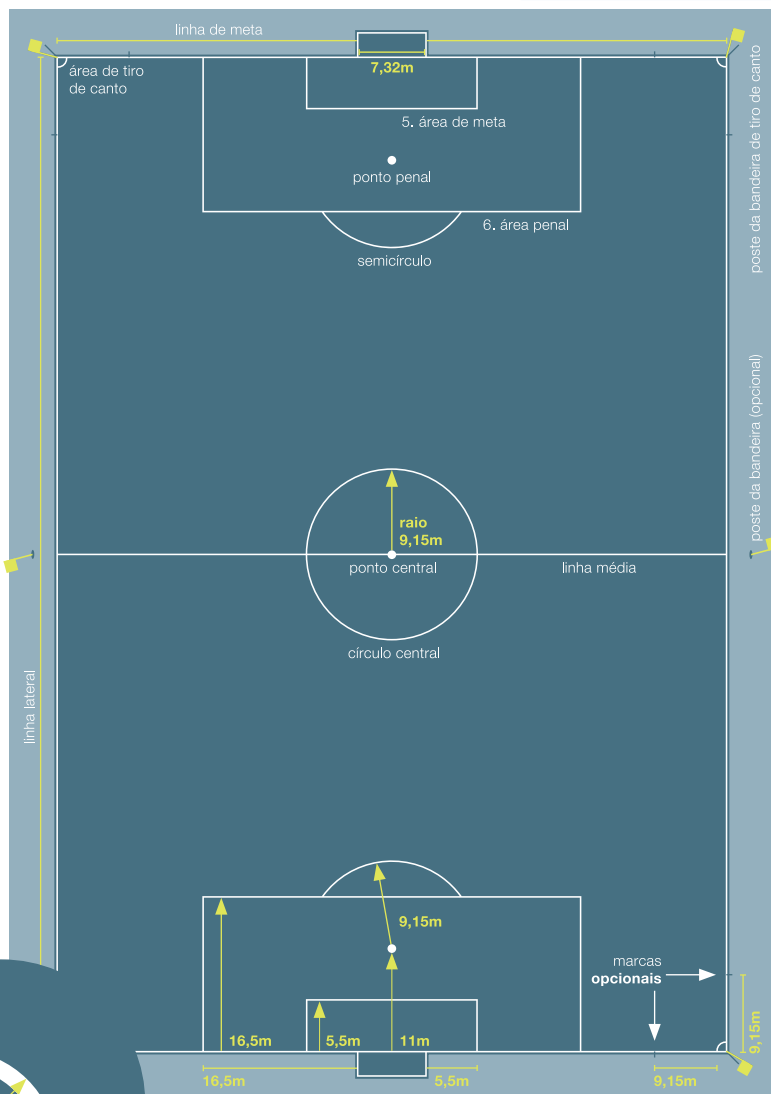 linha de meta
7,32m
área de tiro
de canto
5. área de meta
ponto penal
6. área penal
semicírculo
poste da bandeira de tiro de canto
poste da bandeira (opcional)
raio
9,15m
ponto central
linha média
círculo central
linha lateral
9,15m
marcas
opcionais
16,5m
5,5m
11m
9,15m
16,5m
5,5m
9,15m